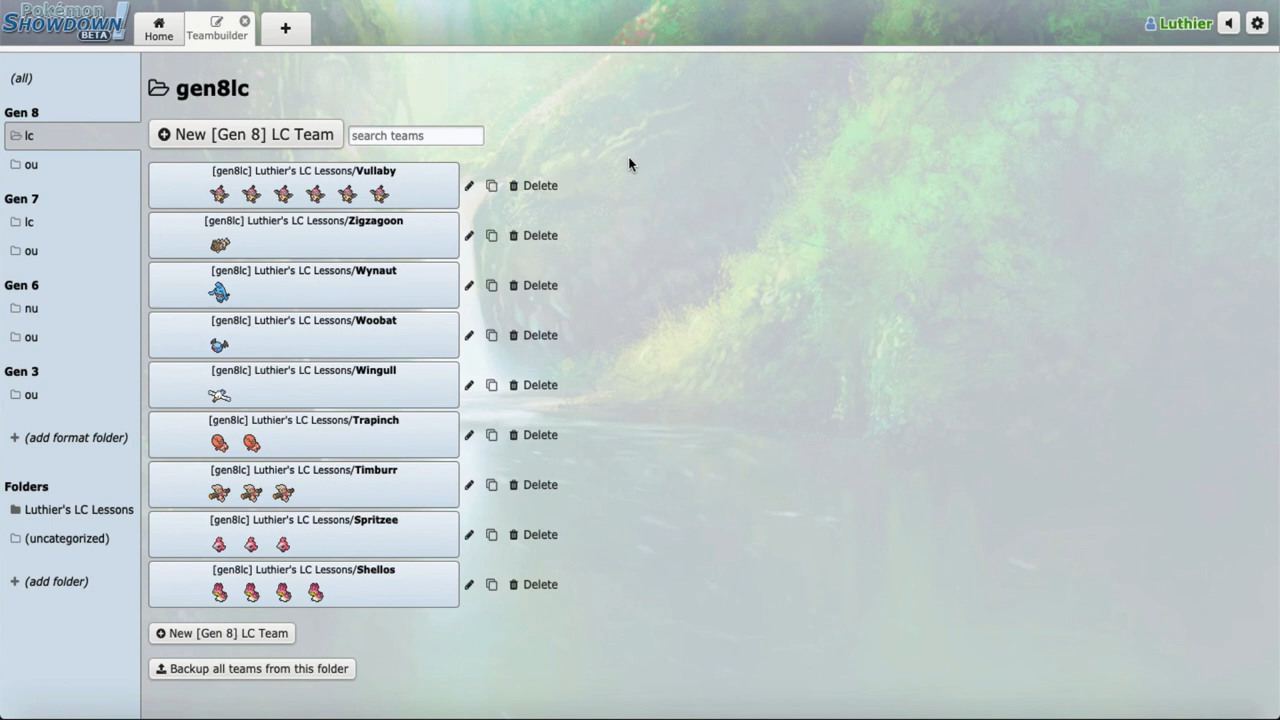 Pokémon
SHOWDOWN!
BETA
Home
Teambuilder
+
Luthier
(all)
Gen 8
lc
ou
Gen 7
lc
ou
Gen 6
nu
ou
Gen 3
ou
+ (add format folder)
Folders
Luthier's LC Lessons
(uncategorized)
+ (add folder)
gen8lc
New [Gen 8] LC Team
search teams
[gen8lc] Luthier's LC Lessons/Vullaby
Delete
[gen8lc] Luthier's LC Lessons/Zigzagoon
Delete
[gen8lc] Luthier's LC Lessons/Wynaut
Delete
[gen8lc] Luthier's LC Lessons/Woobat
Delete
[gen8lc] Luthier's LC Lessons/Wingull
Delete
[gen8lc] Luthier's LC Lessons/Trapinch
Delete
[gen8lc] Luthier's LC Lessons/Timburr
Delete
[gen8lc] Luthier's LC Lessons/Spritzee
Delete
[gen8lc] Luthier's LC Lessons/Shellos
Delete
New [Gen 8] LC Team
Backup all teams from this folder